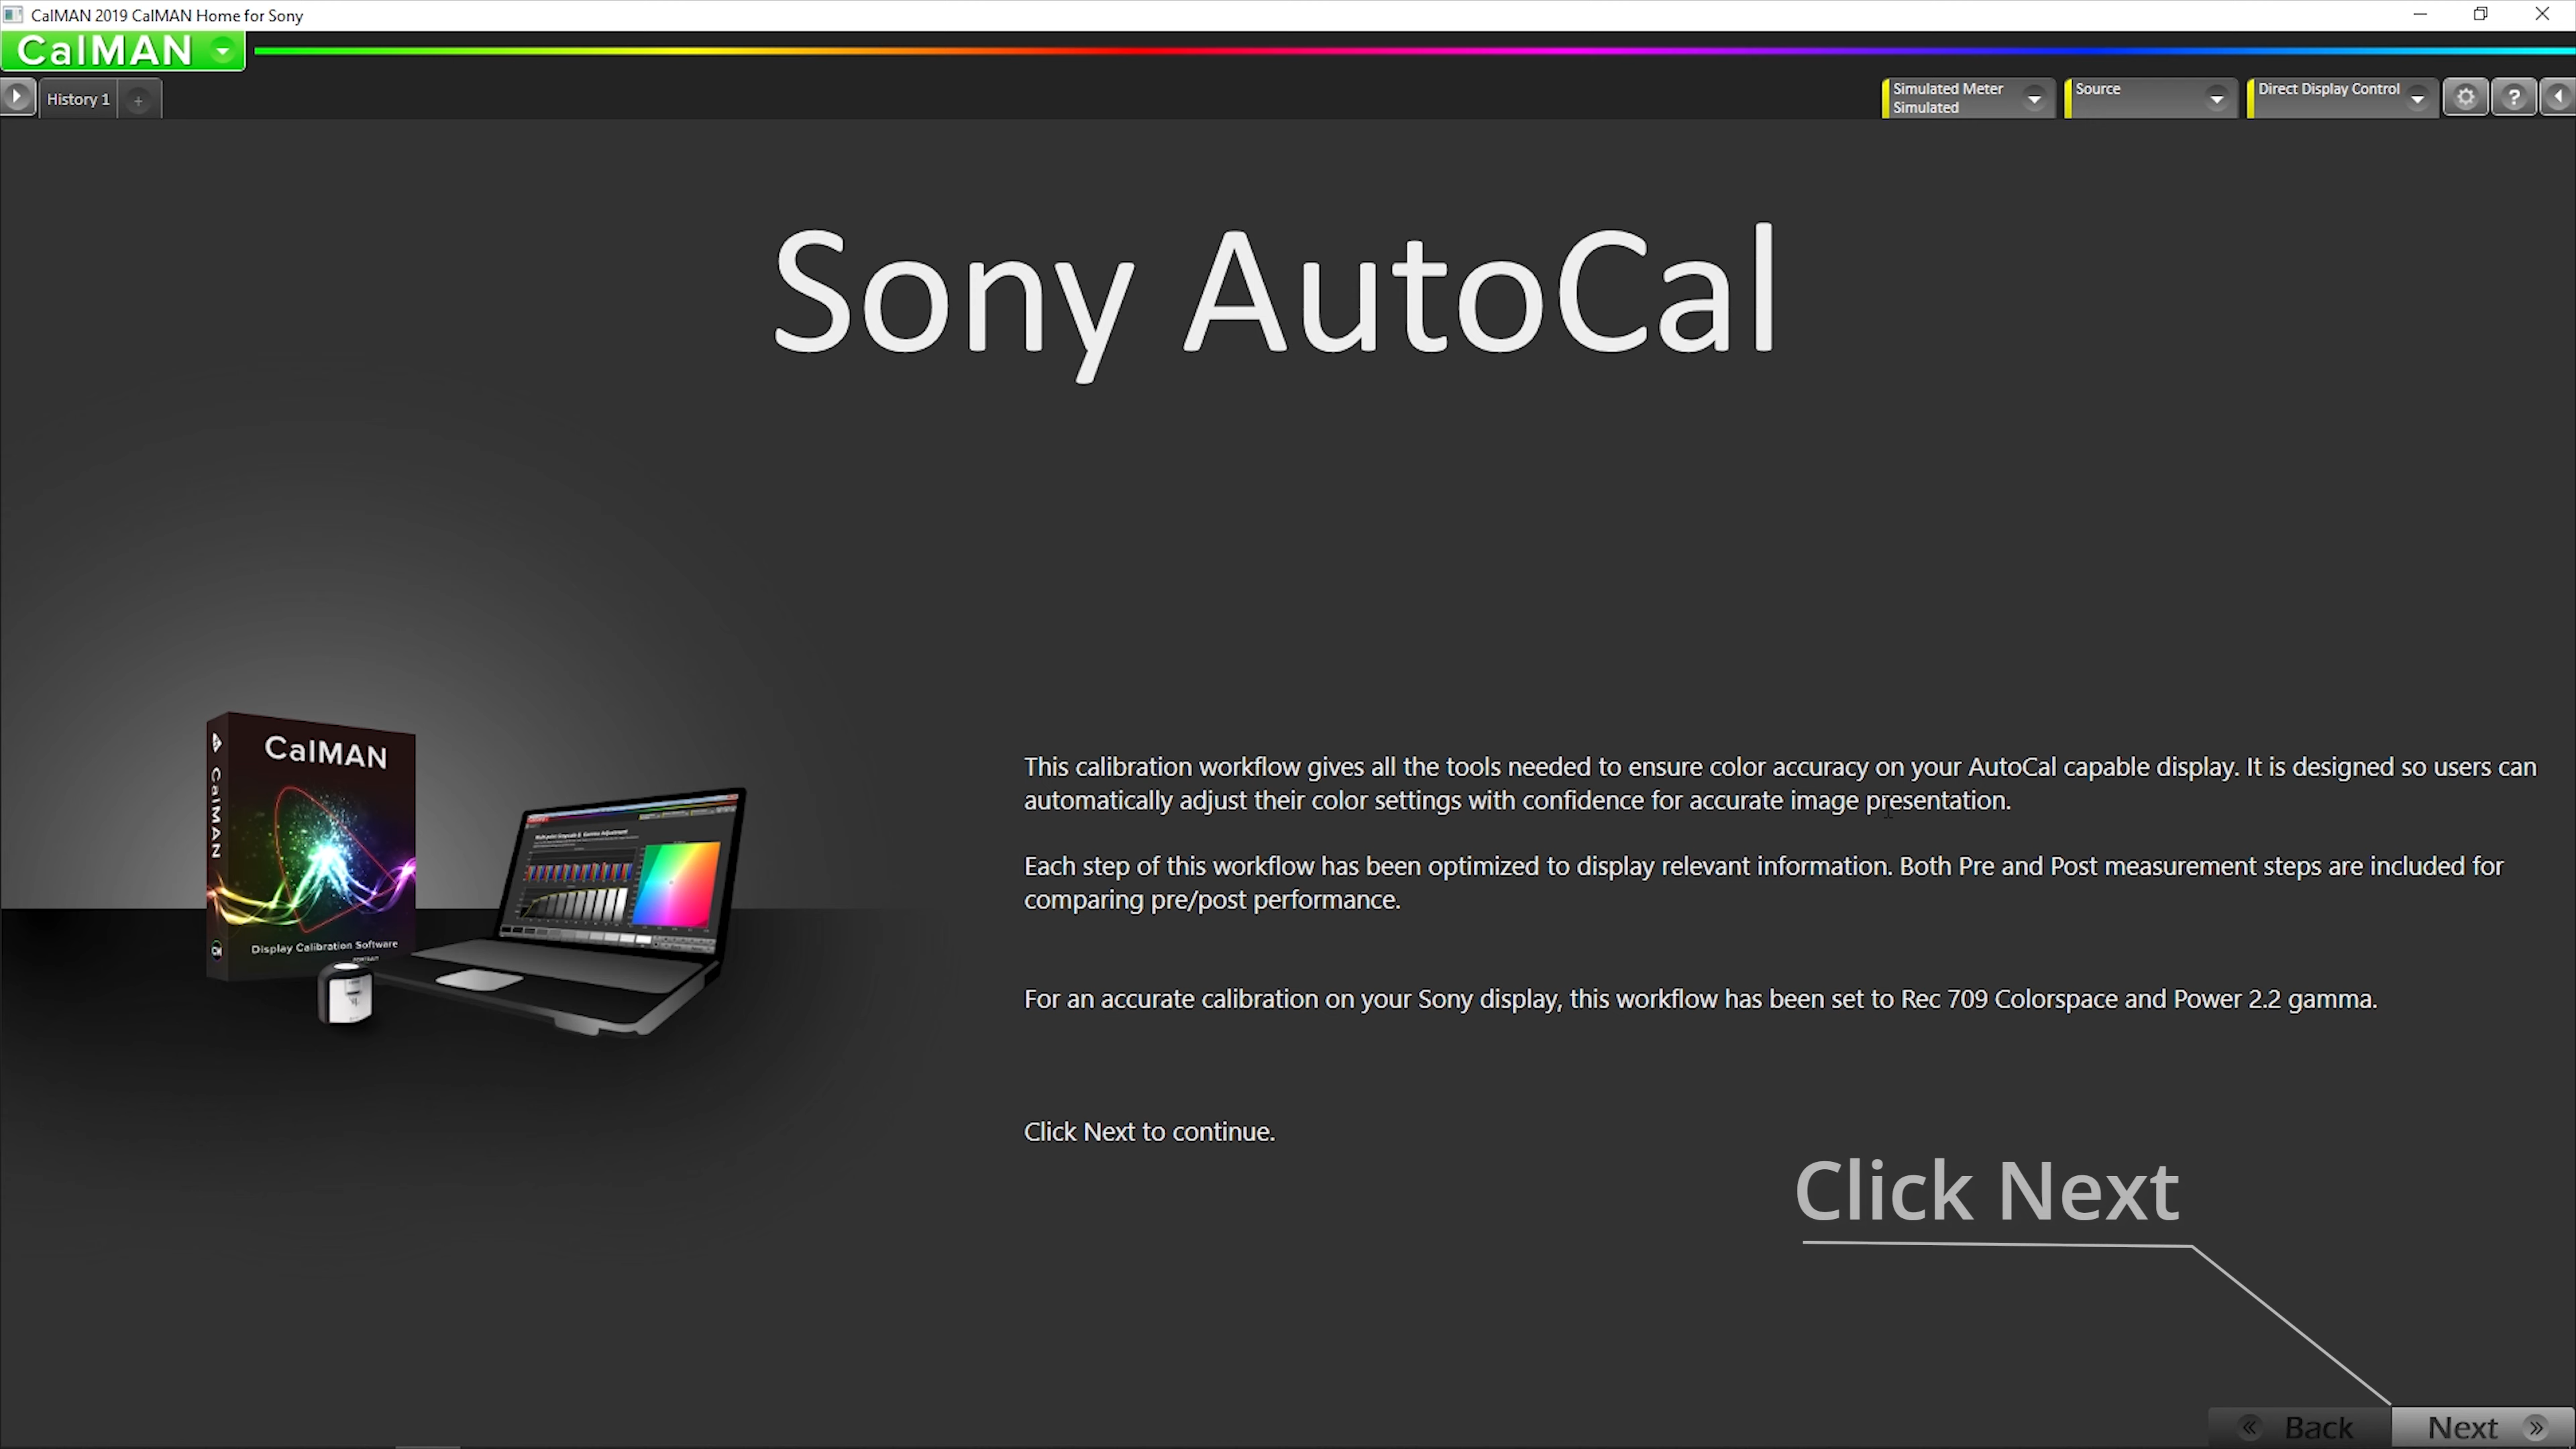 CalMAN 2019 CalMAN Home for Sony
CalMAN
History 1
+
Simulated Meter
Simulated
Source
Direct Display Control
?
Sony AutoCal
CalMAN
CalMAN
Display Calibration Software
This calibration workflow gives all the tools needed to ensure color accuracy on your AutoCal capable display. It is designed so users can
automatically adjust their color settings with confidence for accurate image presentation.
Each step of this workflow has been optimized to display relevant information. Both Pre and Post measurement steps are included for
comparing pre/post performance.
For an accurate calibration on your Sony display, this workflow has been set to Rec 709 Colorspace and Power 2.2 gamma.
Click Next to continue.
Click Next
Back
Next